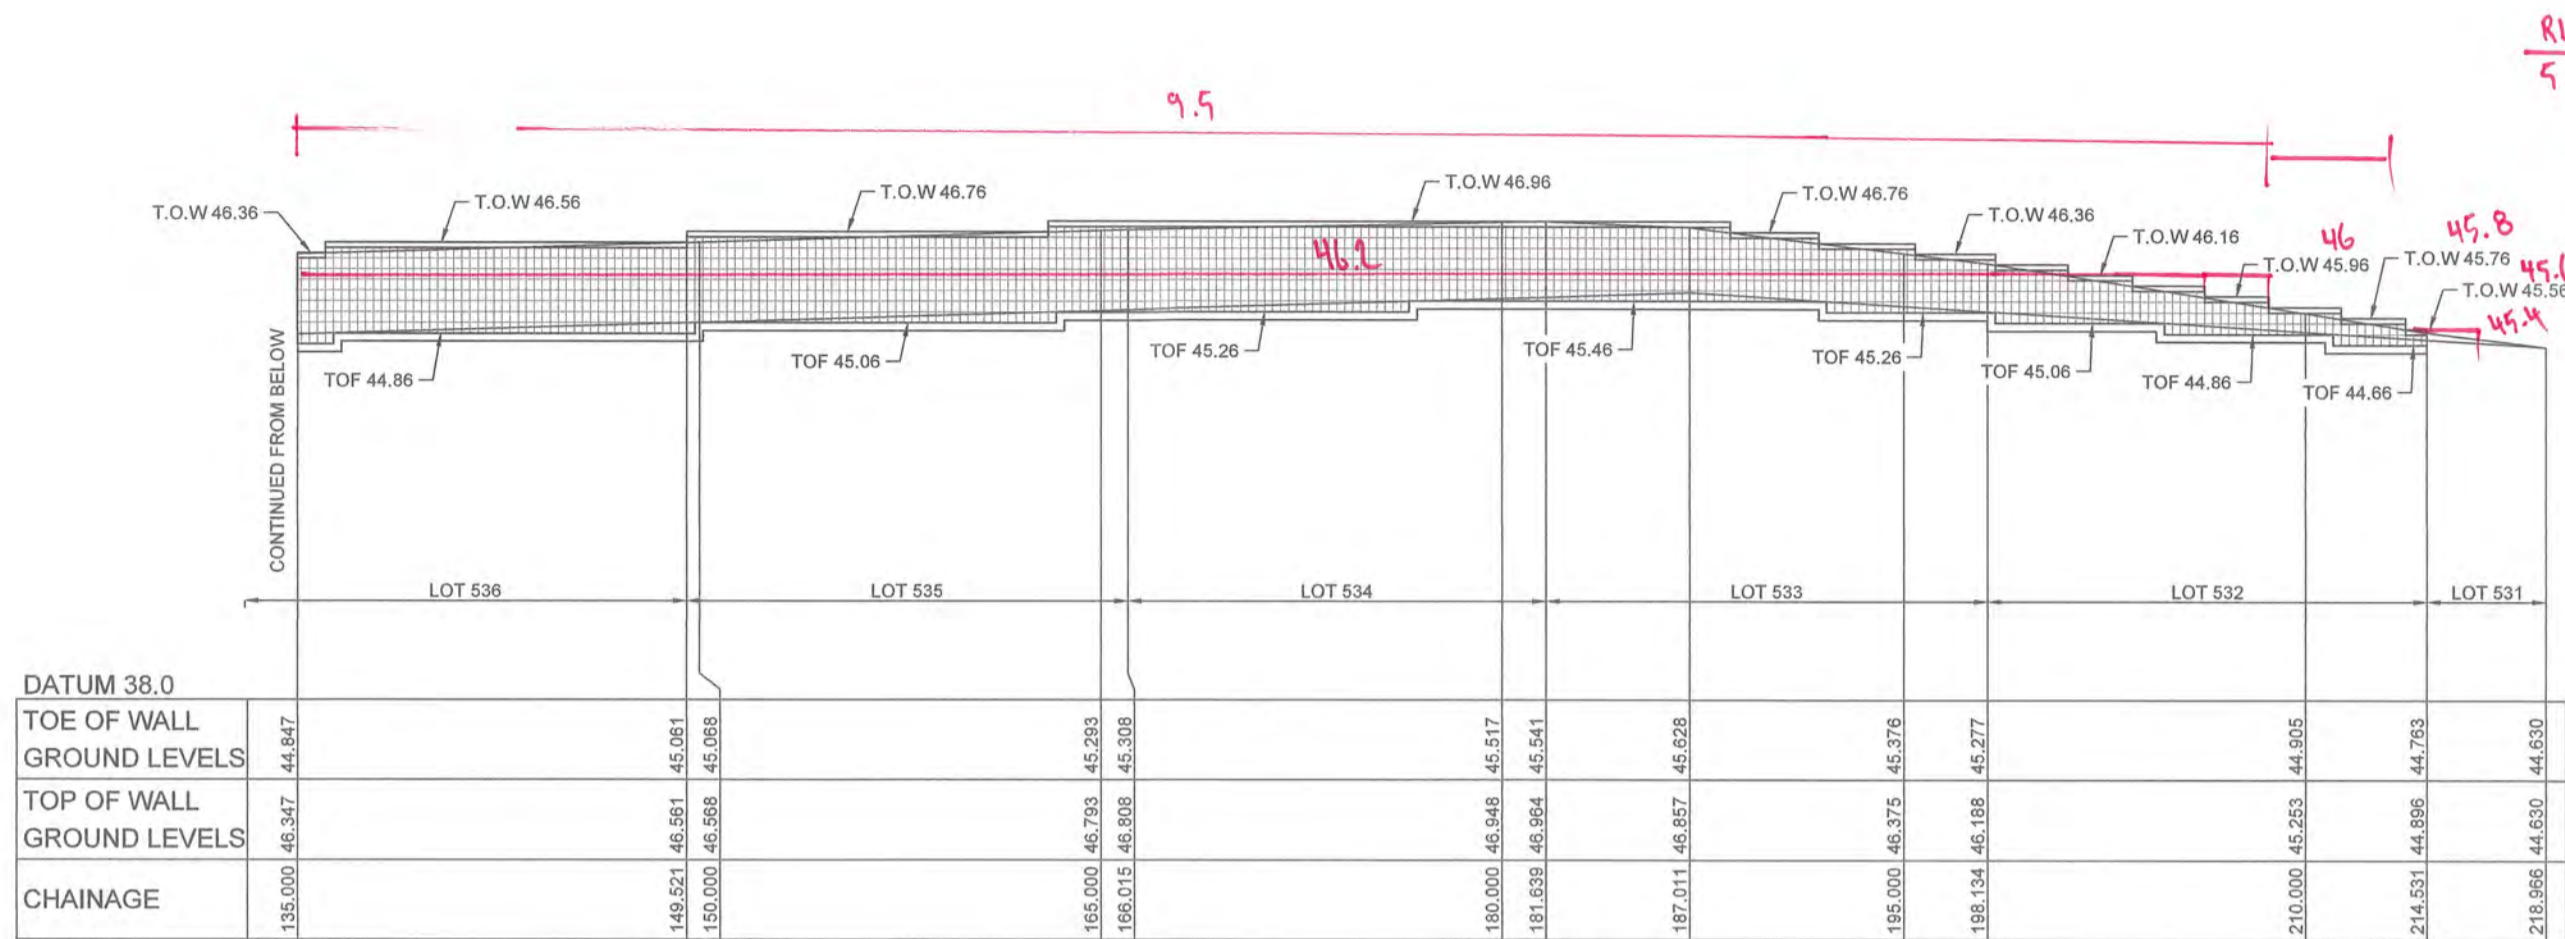 RL
5
9.5
T.O.W 46.36
T.O.W 46.56
T.O.W 46.76
T.O.W 46.96
T.O.W 46.76
T.O.W 46.36
T.O.W 46.16
46
T.O.W 45.96
45.8
T.O.W 45.76
T.O.W 45.56
45.4
46.2
CONTINUED FROM BELOW
TOF 44.86
TOF 45.06
TOF 45.26
TOF 45.46
TOF 45.26
TOF 45.06
TOF 44.86
TOF 44.66
LOT 536
LOT 535
LOT 534
LOT 533
LOT 532
LOT 531
DATUM 38.0
TOE OF WALL
GROUND LEVELS
44.847 45.061 45.068 45.293 45.308 45.517 45.541 45.628 45.376 45.277 44.905 44.763 44.630
TOP OF WALL
GROUND LEVELS
46.347 46.561 46.568 46.793 46.808 46.948 46.964 46.857 46.375 46.188 45.253 44.896 44.630
CHAINAGE
135.000 149.521 150.000 165.000 166.015 180.000 181.639 187.011 195.000 198.134 210.000 214.531 218.966